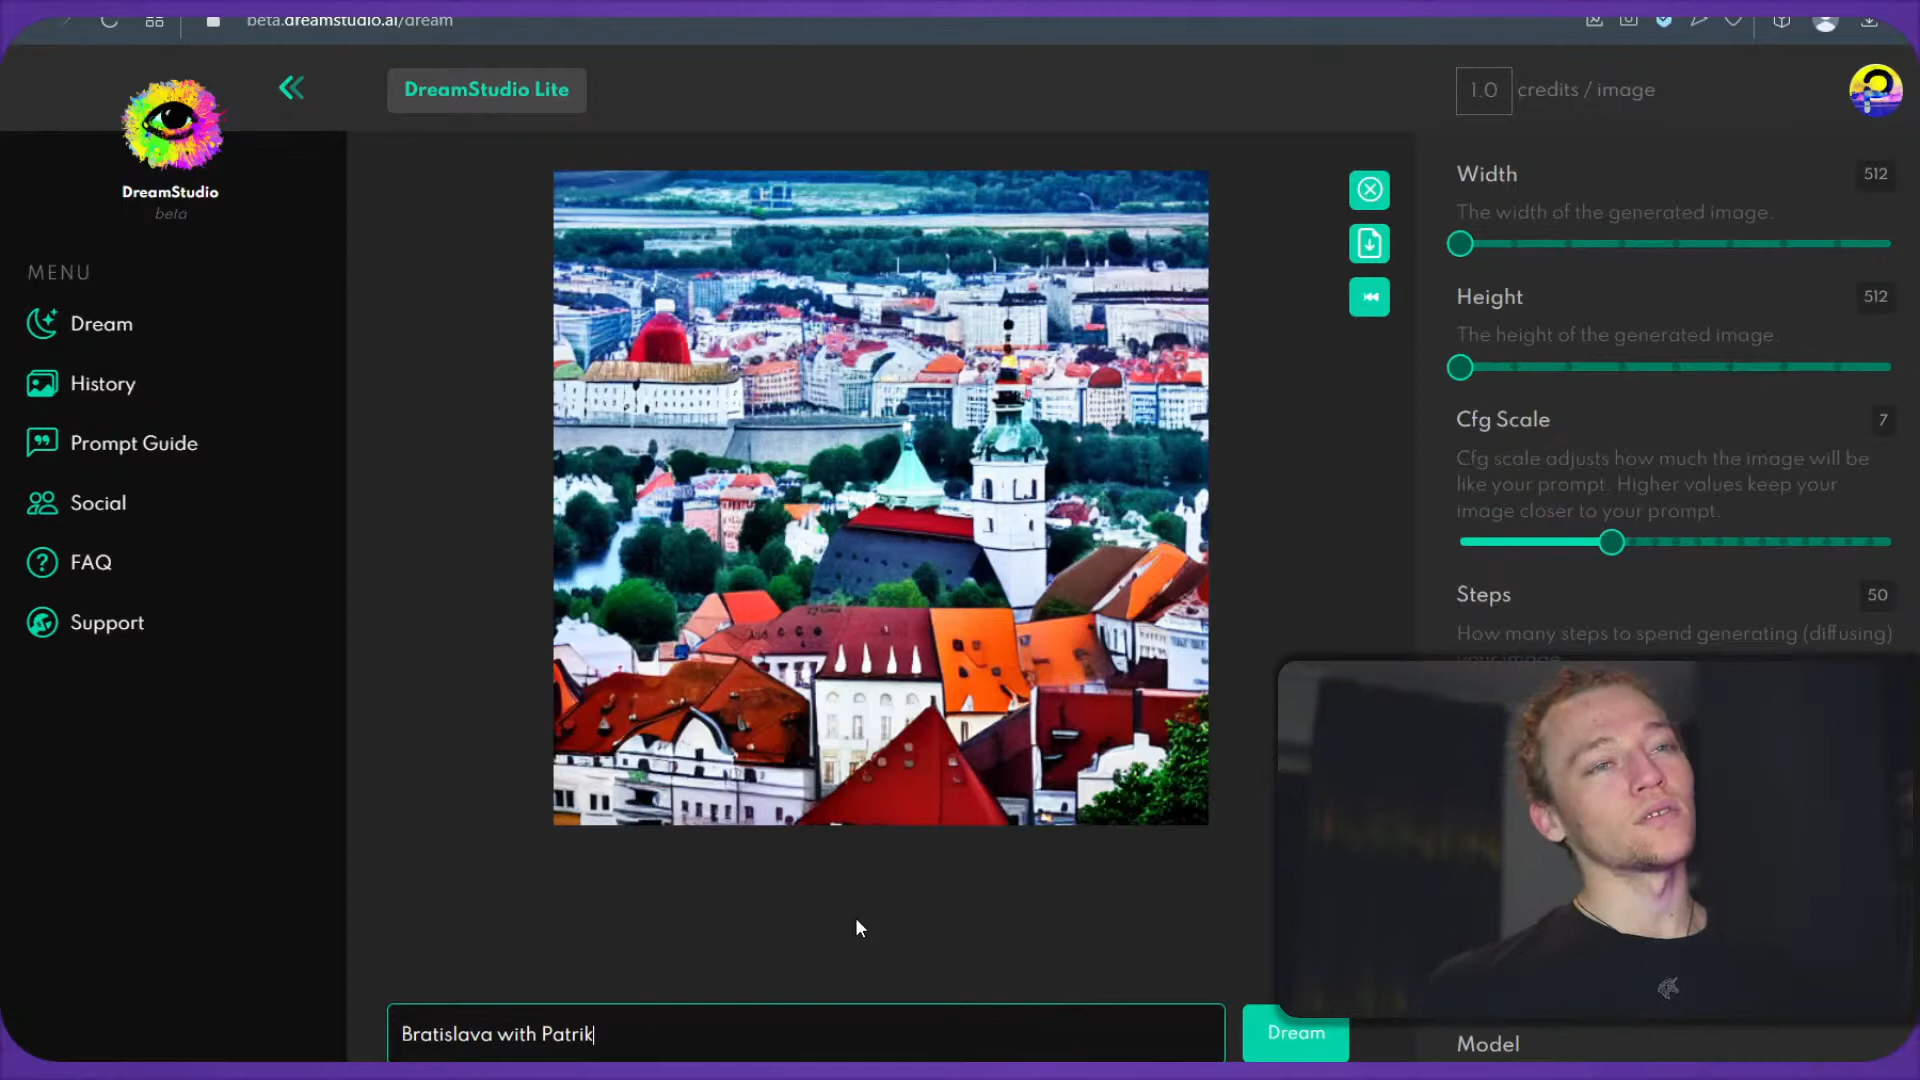 beta.dreamstudio.ai/dream
DreamStudio Lite
1.0 credits / image
DreamStudio
beta
MENU
Dream
History
Prompt Guide
Social
FAQ
Support
Width 512
The width of the generated image.
Height 512
The height of the generated image.
Cfg Scale 7
Cfg scale adjusts how much the image will be
like your prompt. Higher values keep your
image closer to your prompt.
Steps 50
How many steps to spend generating (diffusing)
your image.
Bratislava with Patrik
Dream
Model